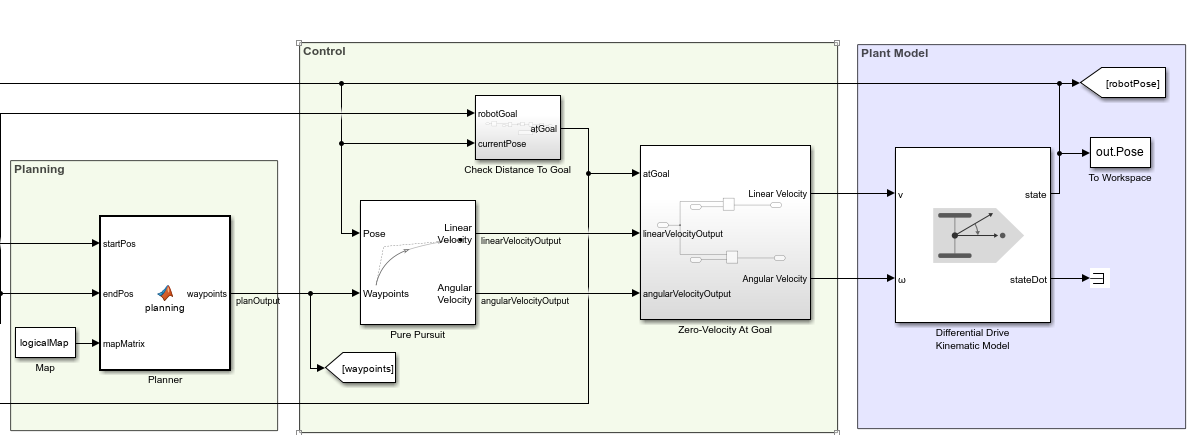 Control
Plant Model
[robotPose]
robotGoal
atGoal
currentPose
Check Distance To Goal
out.Pose
To Workspace
Planning
startPos
endPos
waypoints
planning
mapMatrix
Planner
logicalMap
Map
planOutput
Pose
Linear
Velocity
Waypoints
Angular
Velocity
Pure Pursuit
linearVelocityOutput
angularVelocityOutput
[waypoints]
atGoal
Linear Velocity
linearVelocityOutput
Angular Velocity
angularVelocityOutput
Zero-Velocity At Goal
v
state
ω
stateDot
Differential Drive
Kinematic Model